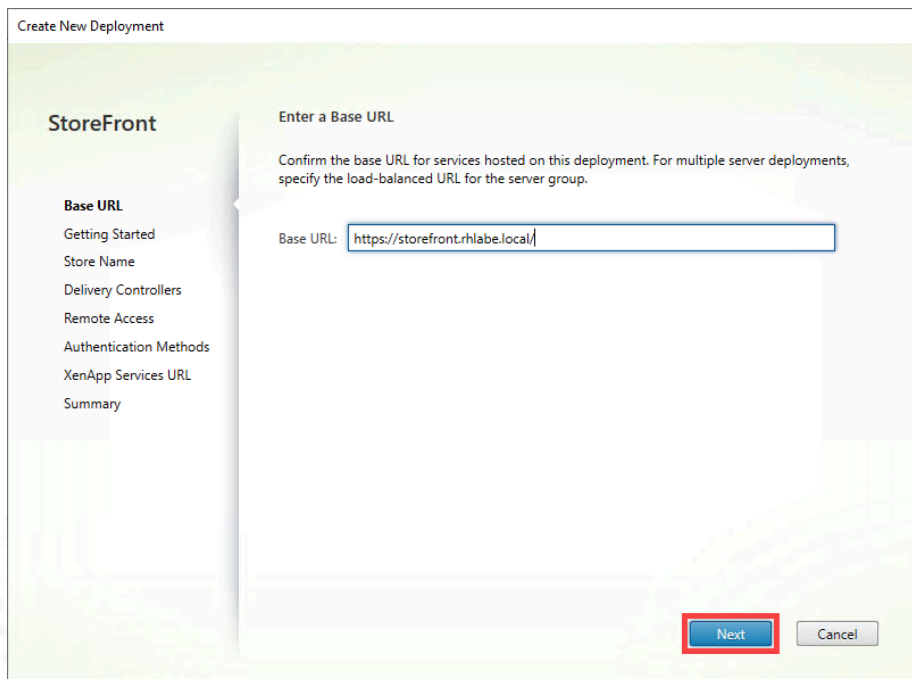 Create New Deployment
StoreFront
Base URL
Getting Started
Store Name
Delivery Controllers
Remote Access
Authentication Methods
XenApp Services URL
Summary
Enter a Base URL
Confirm the base URL for services hosted on this deployment. For multiple server deployments,
specify the load-balanced URL for the server group.
Base URL: https://storefront.rhlabe.local/
Next Cancel